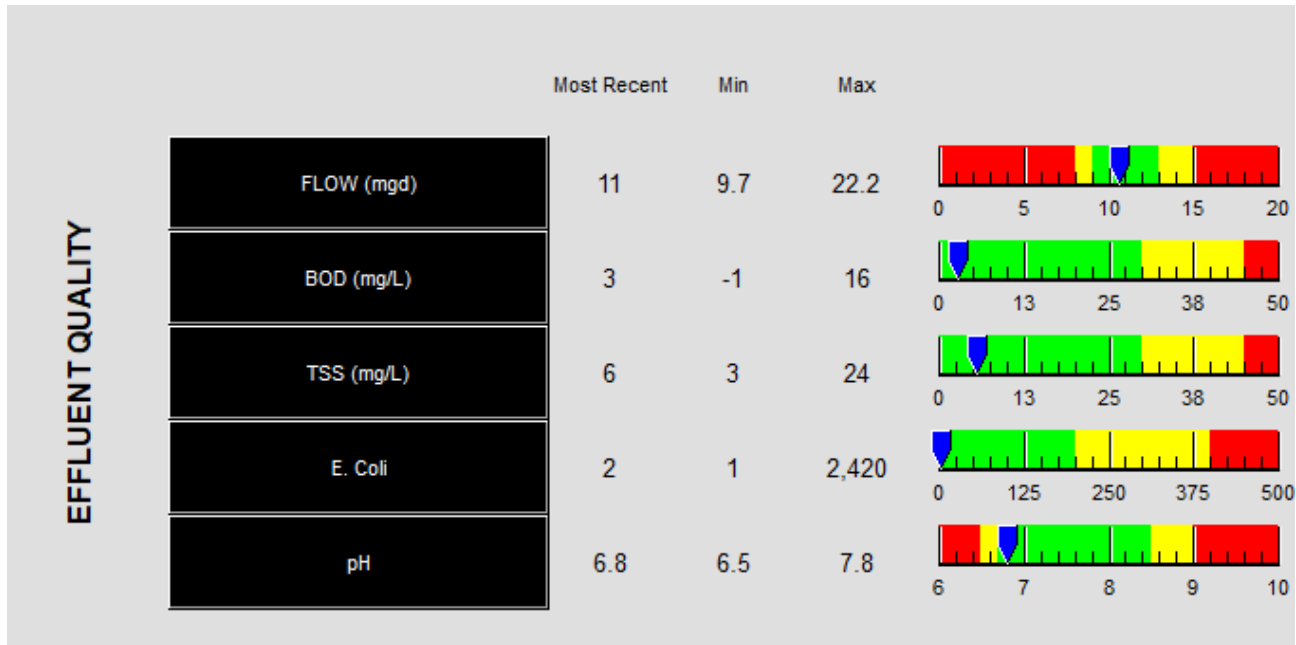 Most Recent Min Max
EFFLUENT QUALITY
FLOW (mgd) 11 9.7 22.2
0 5 10 15 20
BOD (mg/L) 3 -1 16
0 13 25 38 50
TSS (mg/L) 6 3 24
0 13 25 38 50
E. Coli 2 1 2,420
0 125 250 375 500
pH 6.8 6.5 7.8
6 7 8 9 10